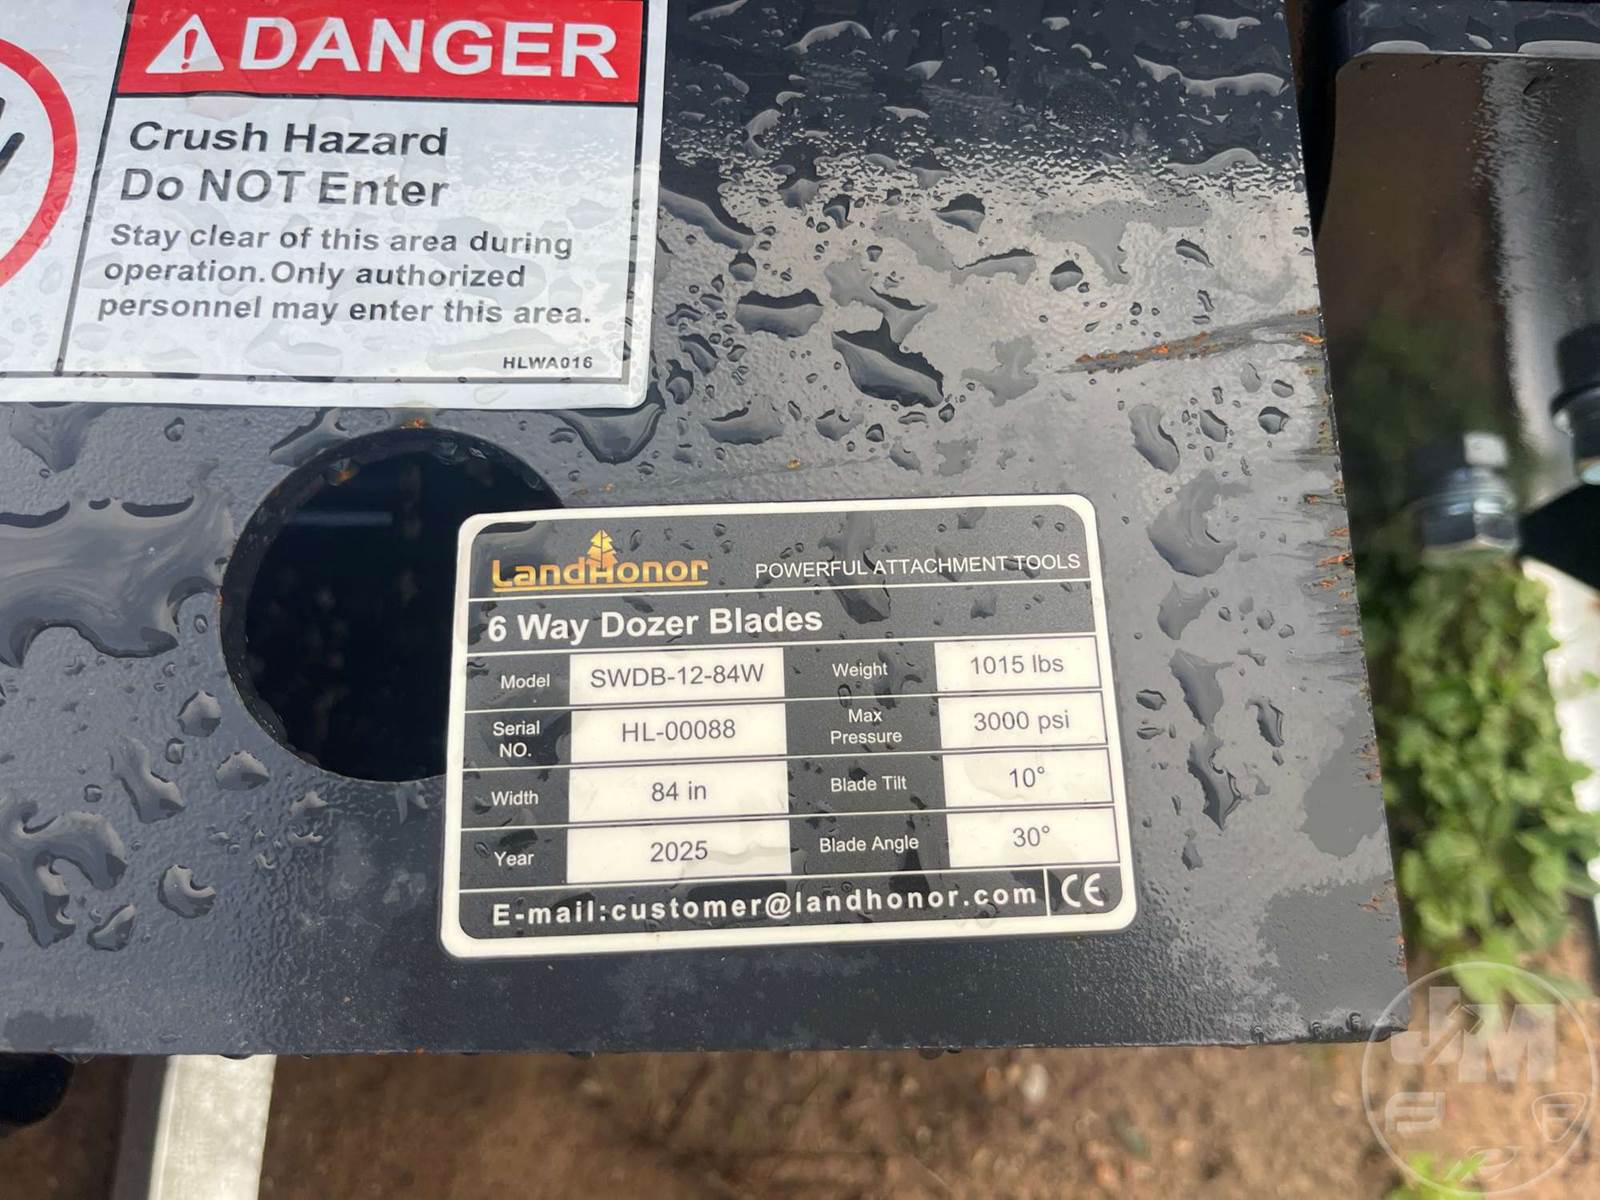 DANGER
Crush Hazard
Do NOT Enter
Stay clear of this area during
operation.Only authorized
personnel may enter this area.
HLWA016
LandHonor
POWERFUL ATTACHMENT TOOLS
6 Way Dozer Blades
Model SWDB-12-84W Weight 1015 lbs
Serial NO. HL-00088 Max Pressure 3000 psi
Width 84 in Blade Tilt 10°
Year 2025 Blade Angle 30°
E-mail:customer@landhonor.com CE
JM